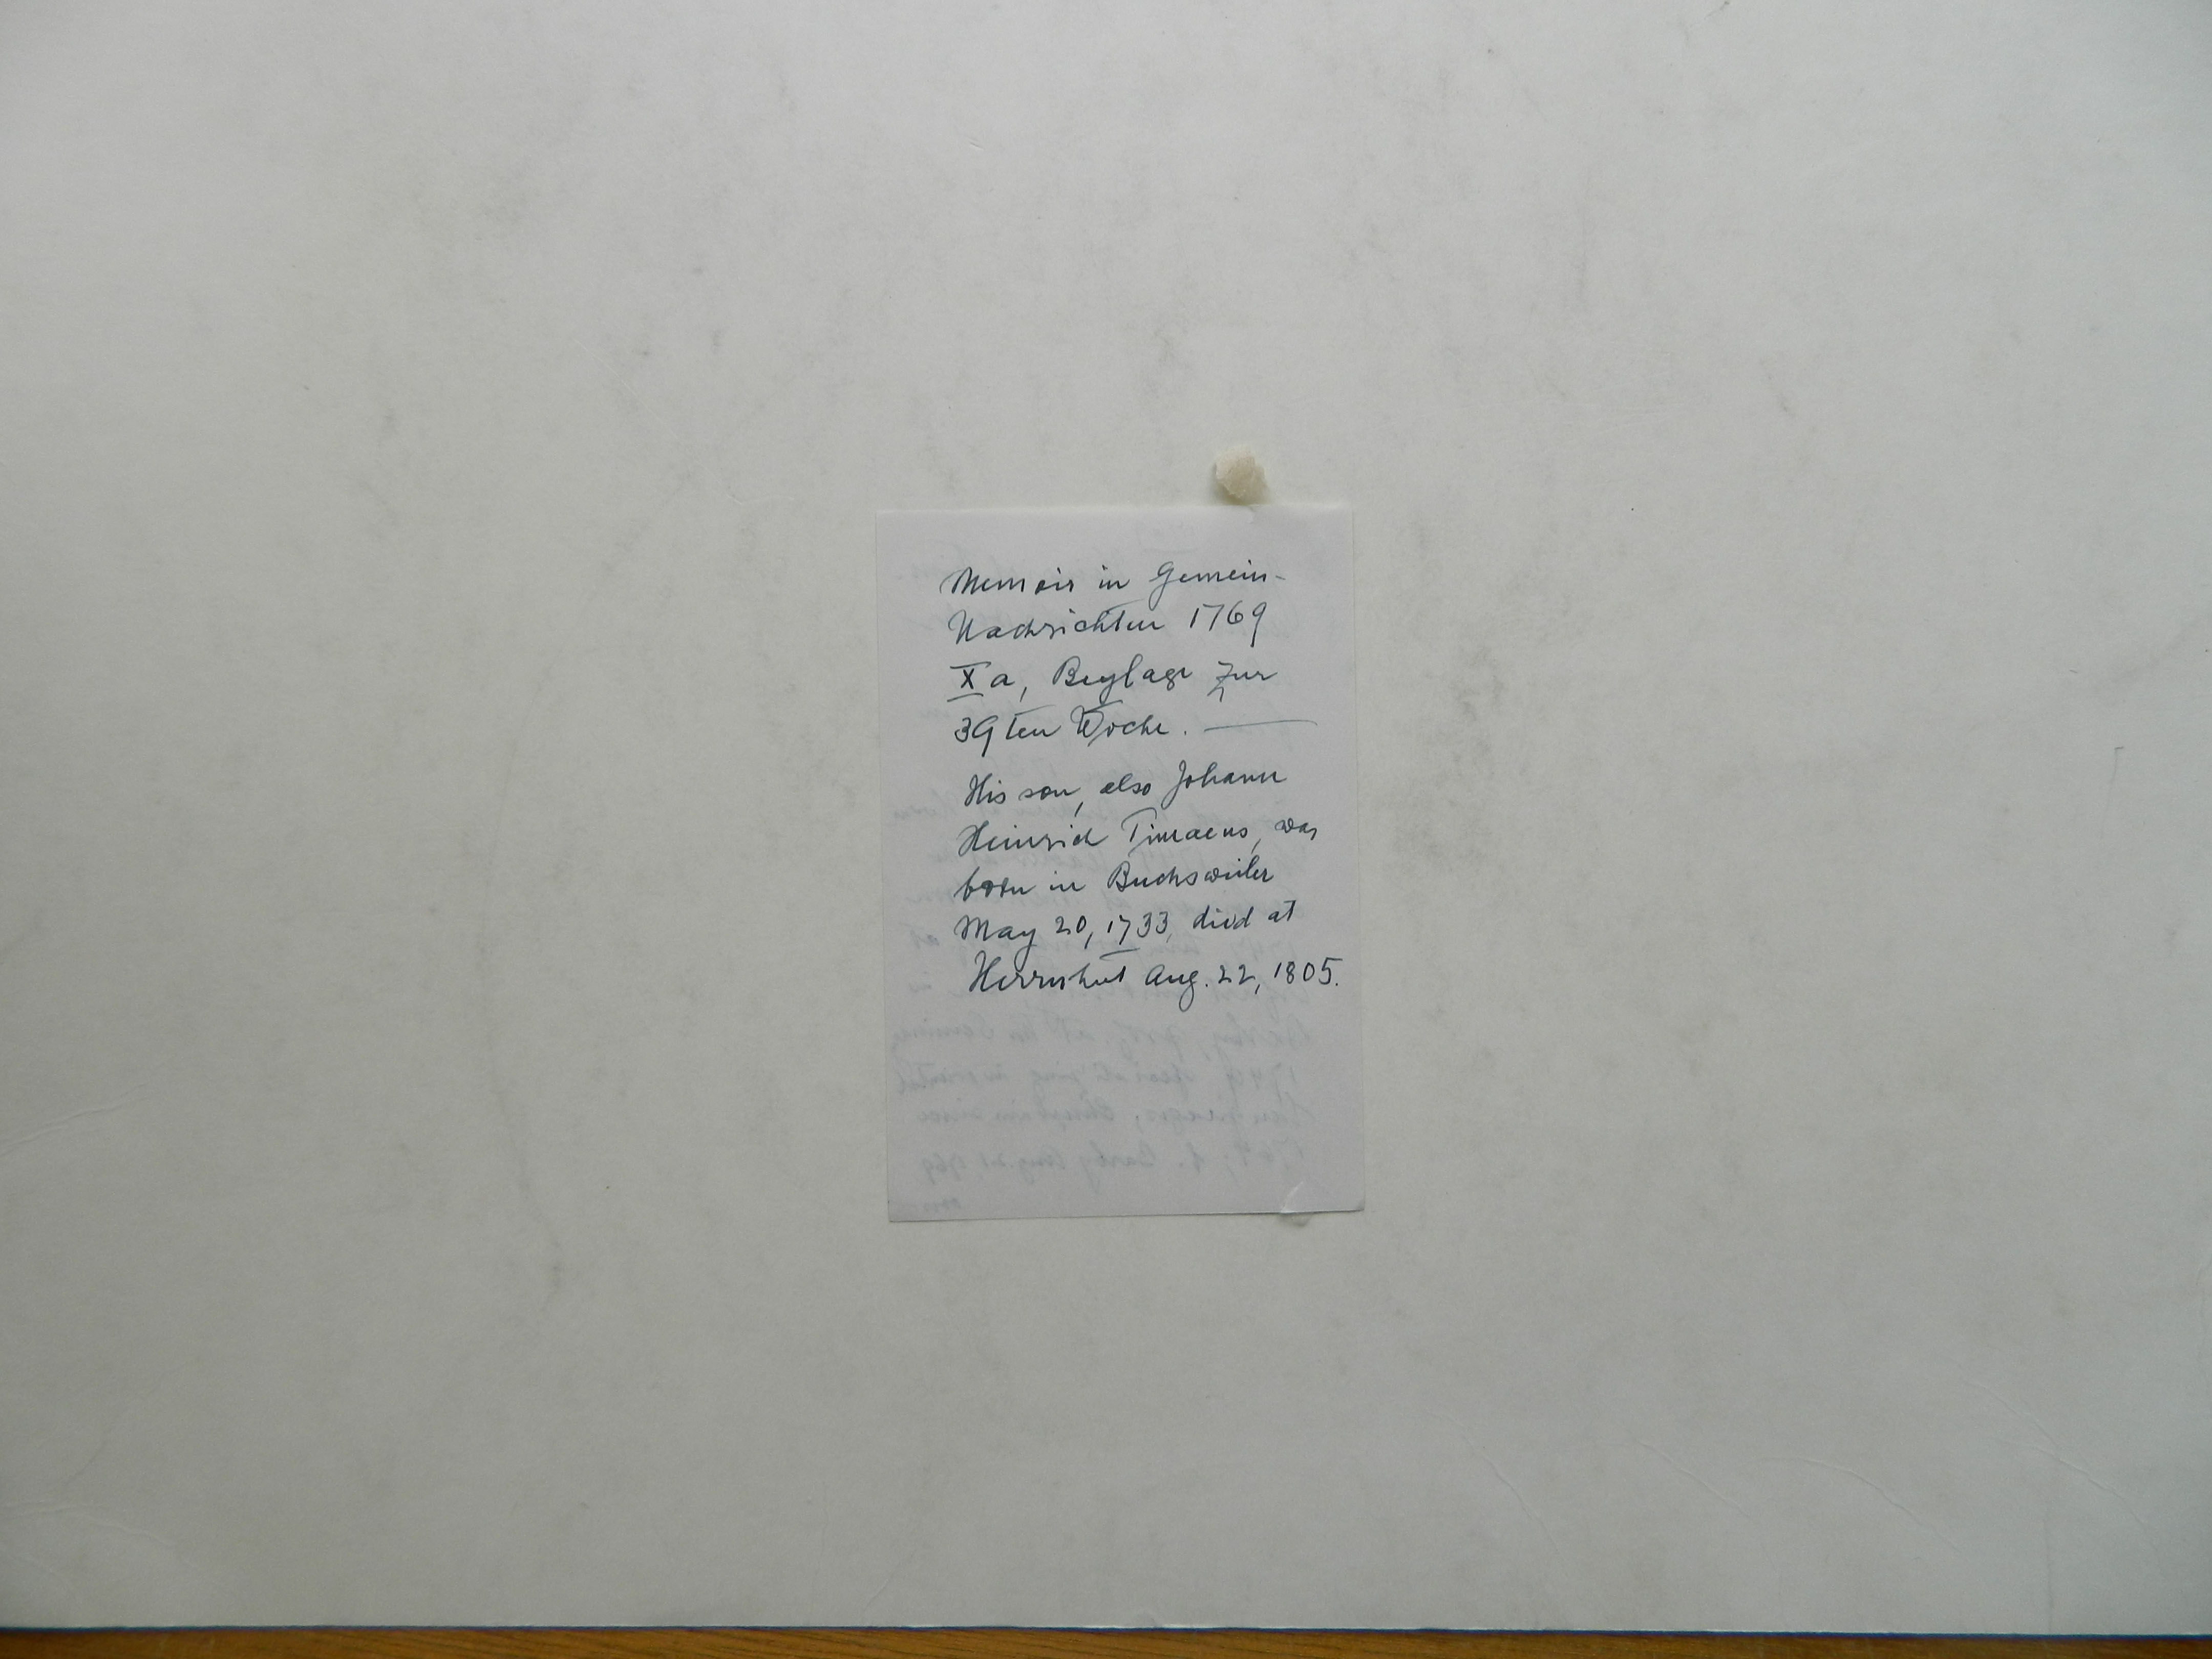 Memoir in Gemein-
Nachrichten 1769
X a, Beylage zur
39ten Woche. —
His son, also Johann
Heinrich Timaeus, was
born in Buchsweiler
May 20, 1733, died at
Herrnhut Aug. 22, 1805.